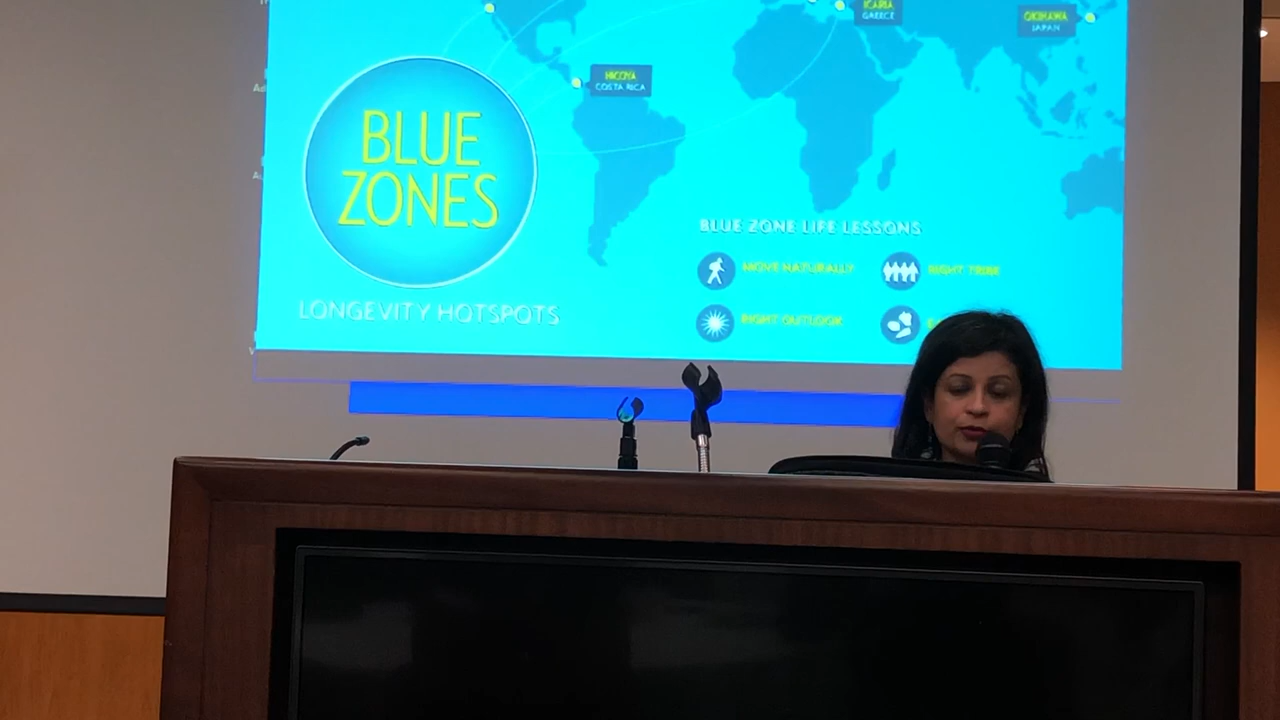 ICARIA
GREECE
OKINAWA
JAPAN
NICOYA
COSTA RICA
BLUE
ZONES
LONGEVITY HOTSPOTS
BLUE ZONE LIFE LESSONS
MOVE NATURALLY
RIGHT TRIBE
RIGHT OUTLOOK